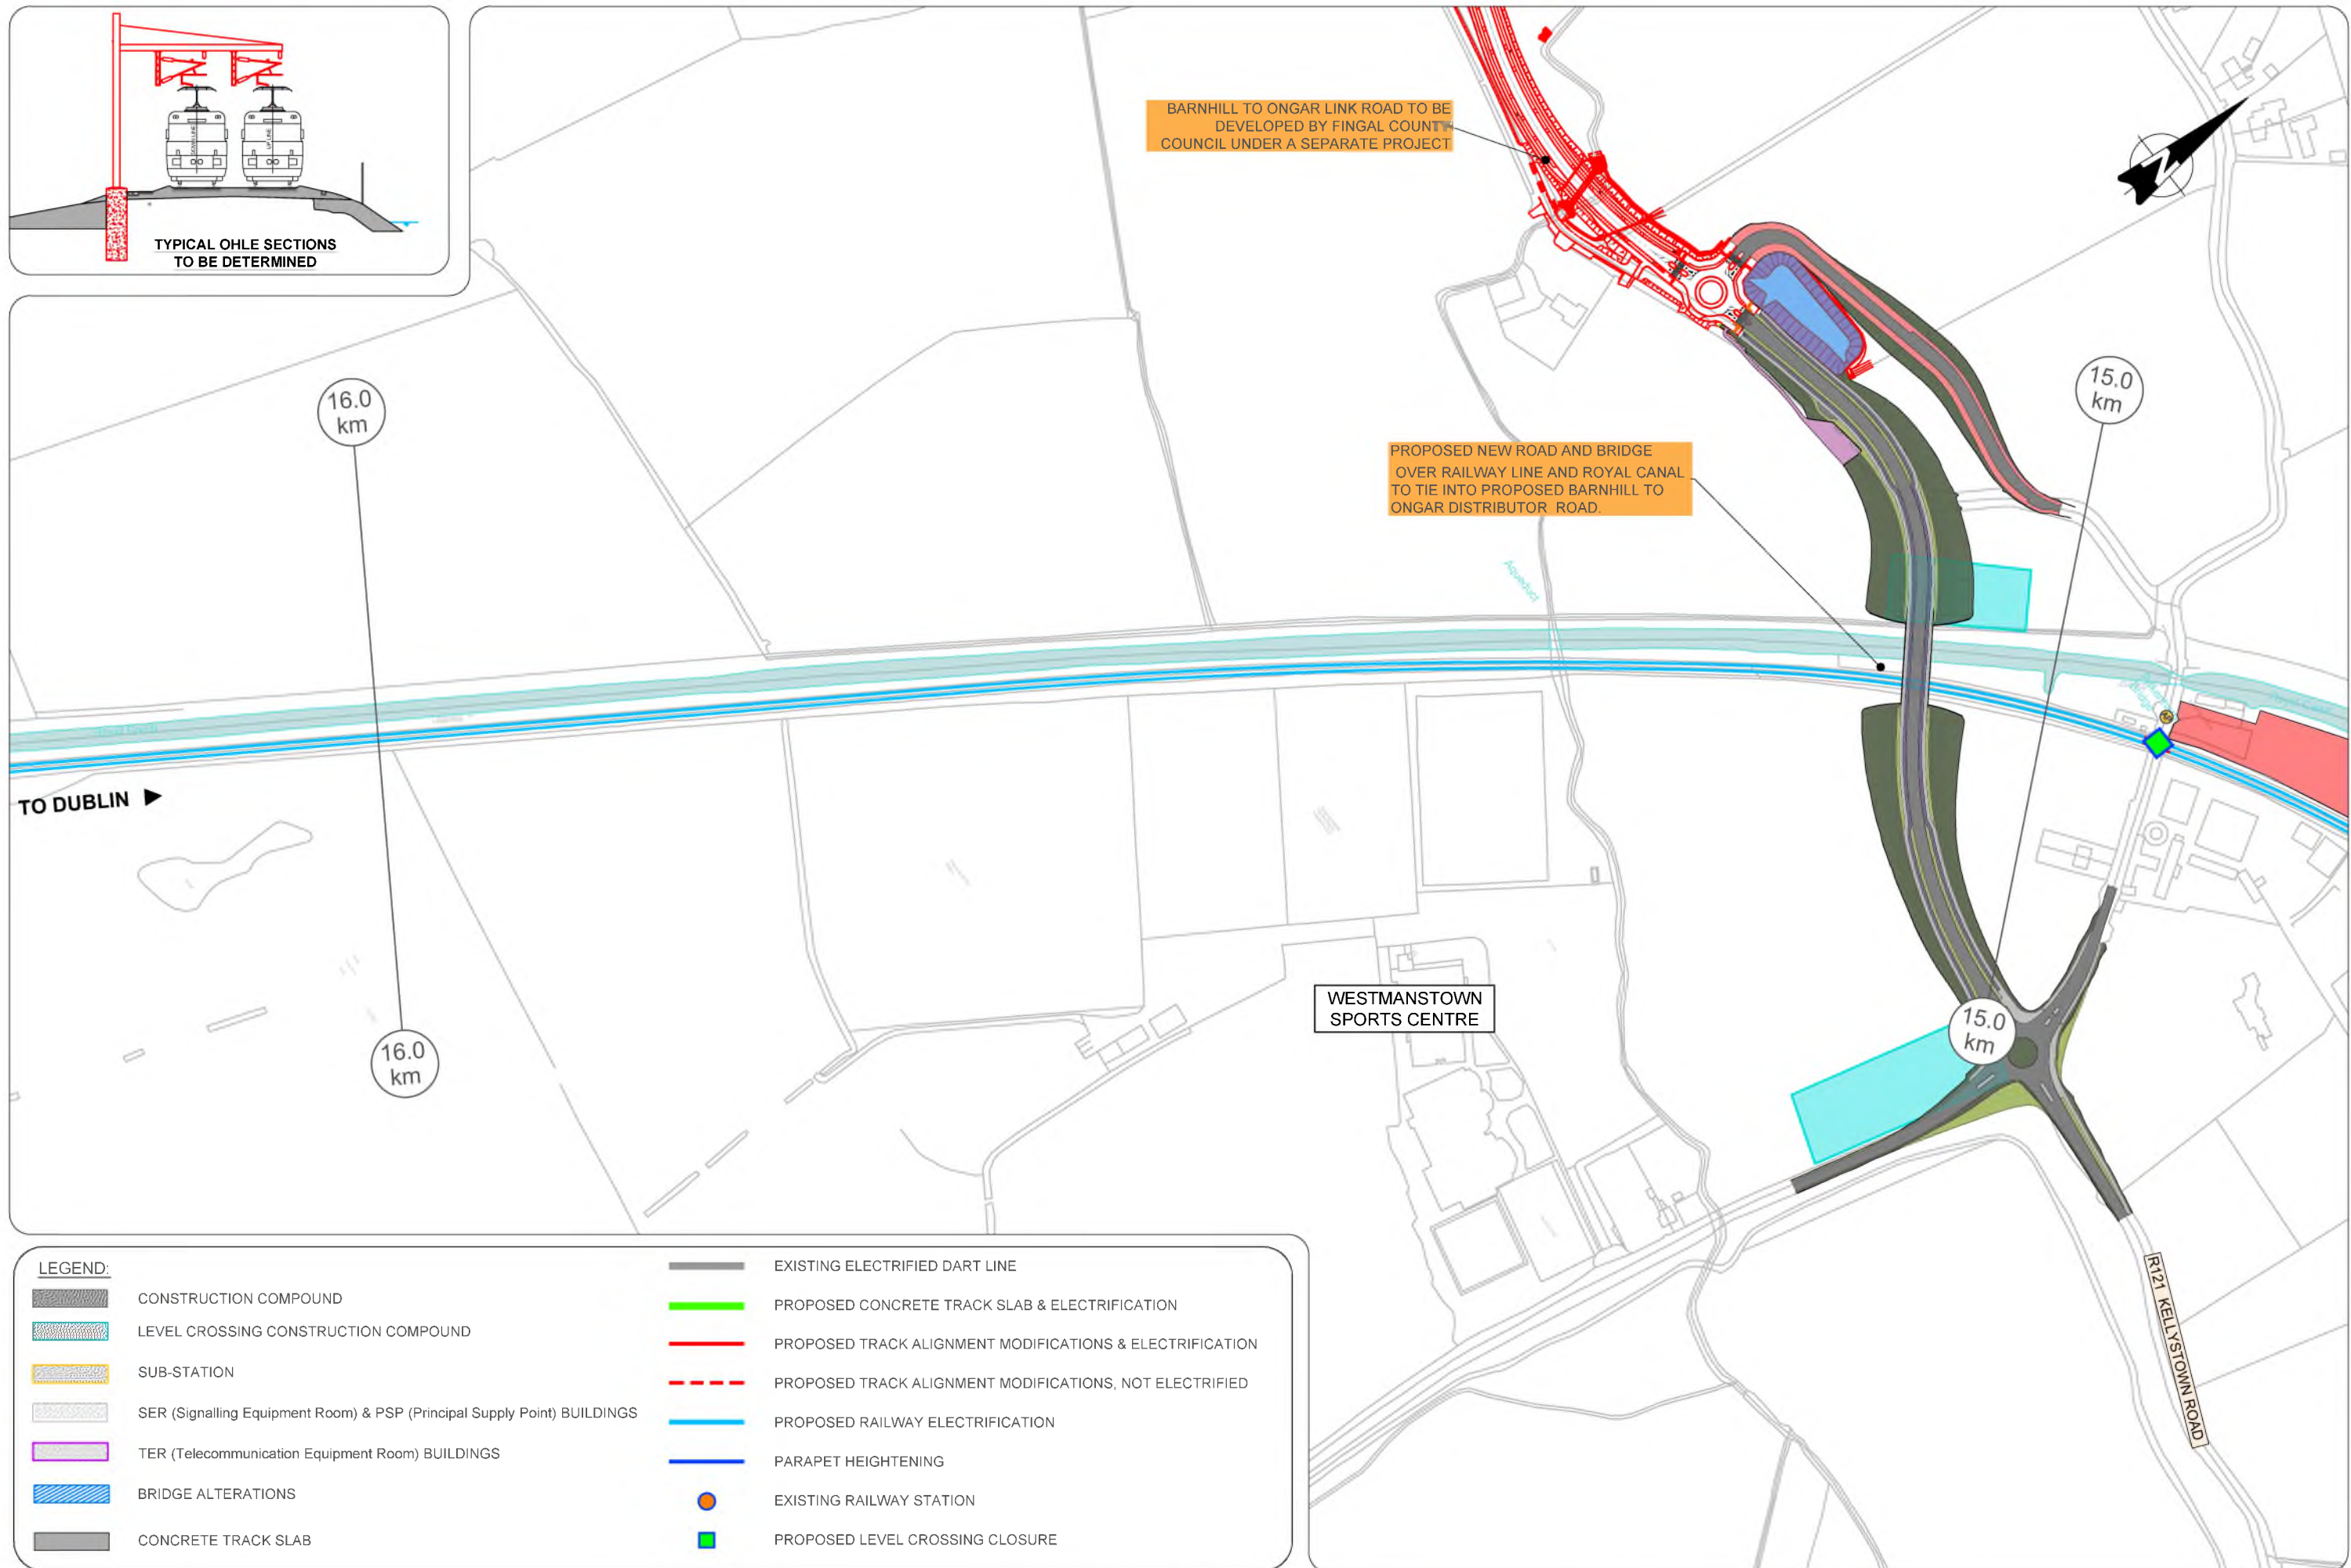 TYPICAL OHLE SECTIONS
TO BE DETERMINED
BARNHILL TO ONGAR LINK ROAD TO BE
DEVELOPED BY FINGAL COUNTY
COUNCIL UNDER A SEPARATE PROJECT
N
16.0
km
15.0
km
PROPOSED NEW ROAD AND BRIDGE
OVER RAILWAY LINE AND ROYAL CANAL
TO TIE INTO PROPOSED BARNHILL TO
ONGAR DISTRIBUTOR ROAD.
Aqueduct
TO DUBLIN
WESTMANSTOWN
SPORTS CENTRE
16.0
km
15.0
km
R121 KELLYSTOWN ROAD
LEGEND:
CONSTRUCTION COMPOUND
LEVEL CROSSING CONSTRUCTION COMPOUND
SUB-STATION
SER (Signalling Equipment Room) & PSP (Principal Supply Point) BUILDINGS
TER (Telecommunication Equipment Room) BUILDINGS
BRIDGE ALTERATIONS
CONCRETE TRACK SLAB
EXISTING ELECTRIFIED DART LINE
PROPOSED CONCRETE TRACK SLAB & ELECTRIFICATION
PROPOSED TRACK ALIGNMENT MODIFICATIONS & ELECTRIFICATION
PROPOSED TRACK ALIGNMENT MODIFICATIONS, NOT ELECTRIFIED
PROPOSED RAILWAY ELECTRIFICATION
PARAPET HEIGHTENING
EXISTING RAILWAY STATION
PROPOSED LEVEL CROSSING CLOSURE